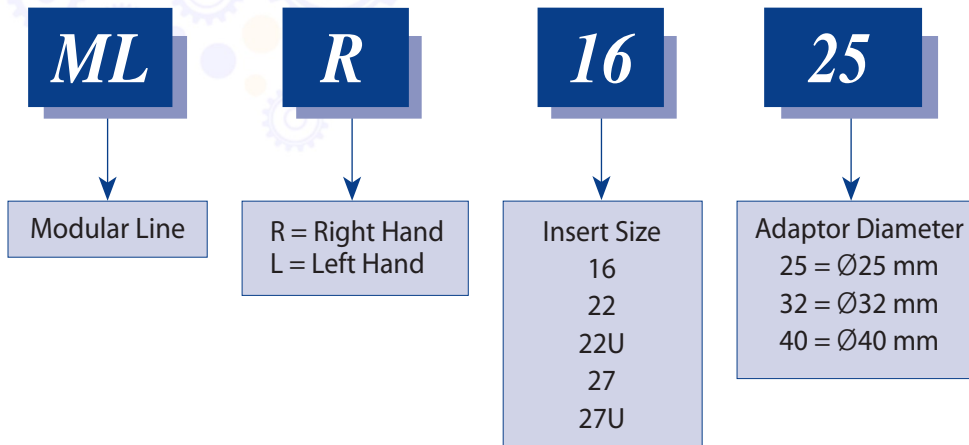 ML
R
16
25
Modular Line
R = Right Hand
L = Left Hand
Insert Size
16
22
22U
27
27U
Adaptor Diameter
25 = Ø25 mm
32 = Ø32 mm
40 = Ø40 mm